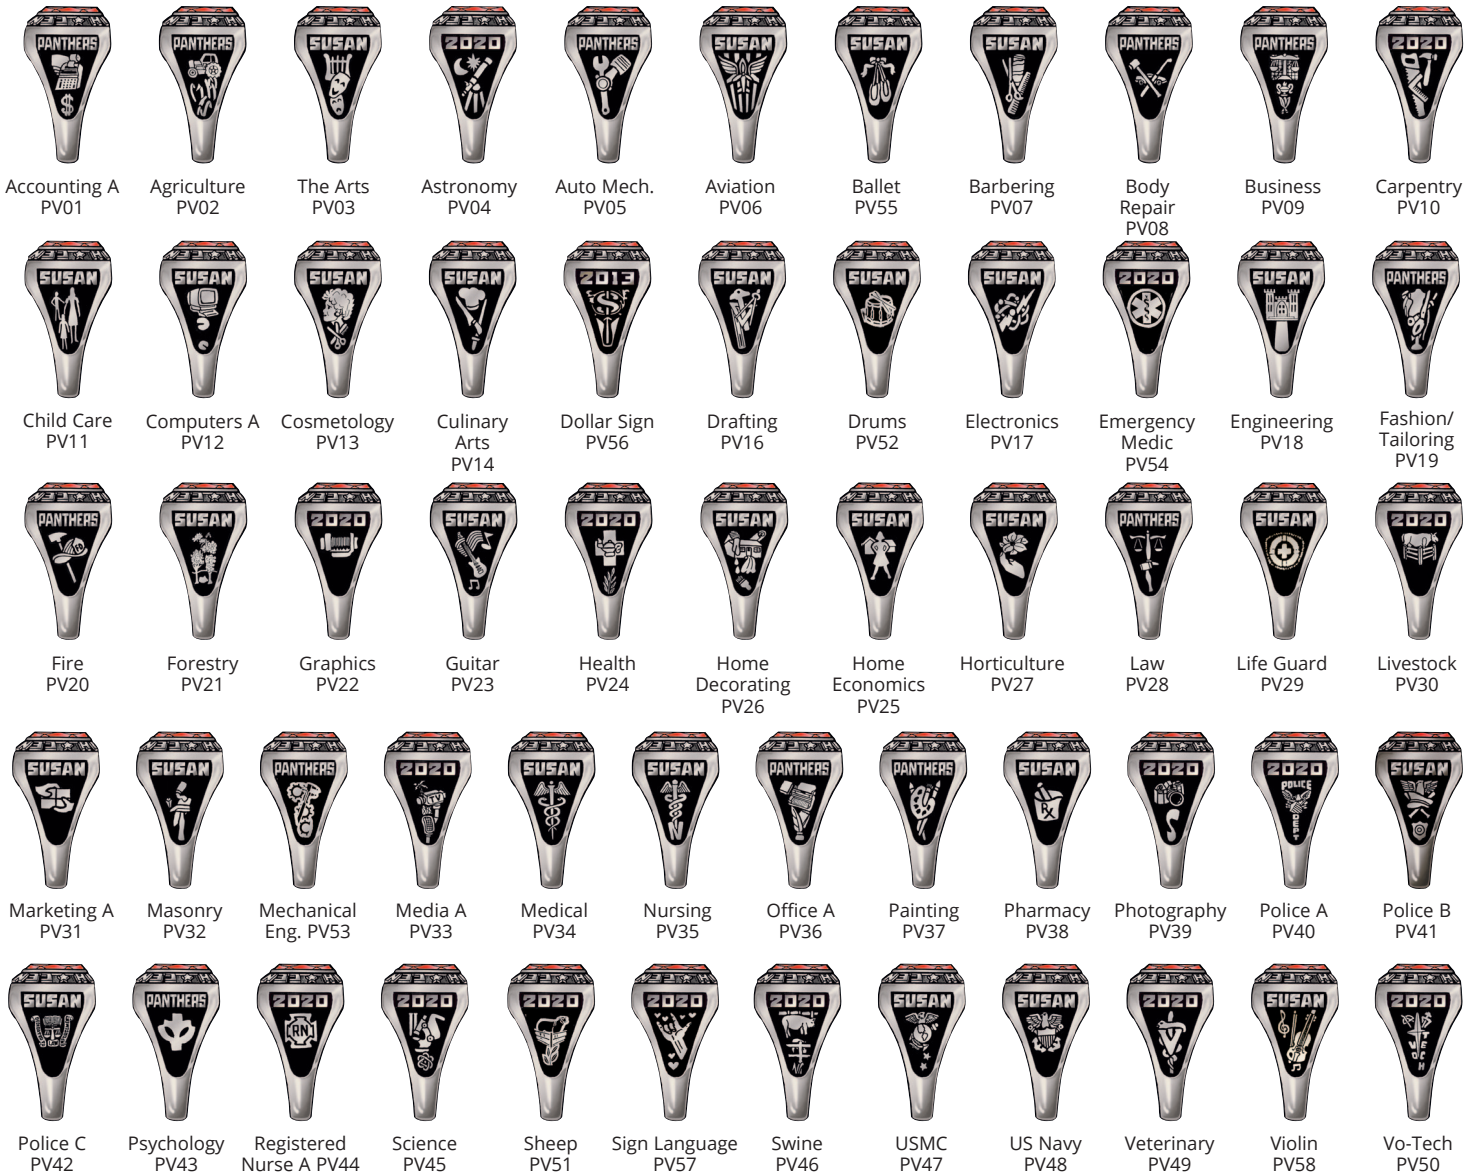 PANTHERS PANTHERS SUSAN 2020 PANTHERS SUSAN SUSAN SUSAN PANTHERS PANTHERS 2020
$
Accounting A Agriculture The Arts Astronomy Auto Mech. Aviation Ballet Barbering Body Business Carpentry
PV01 PV02 PV03 PV04 PV05 PV06 PV55 PV07 Repair PV09 PV10
PV08
SUSAN SUSAN SUSAN SUSAN 2013 SUSAN SUSAN SUSAN 2020 SUSAN PANTHERS
$
Child Care Computers A Cosmetology Culinary Dollar Sign Drafting Drums Electronics Emergency Engineering Fashion/
PV11 PV12 PV13 Arts PV56 PV16 PV52 PV17 Medic PV18 Tailoring
PV14 PV54 PV19
PANTHERS SUSAN 2020 SUSAN 2020 SUSAN SUSAN SUSAN PANTHERS SUSAN 2020
Fire Forestry Graphics Guitar Health Home Home Horticulture Law Life Guard Livestock
PV20 PV21 PV22 PV23 PV24 Decorating Economics PV27 PV28 PV29 PV30
PV26 PV25
SUSAN SUSAN PANTHERS 2020 SUSAN SUSAN PANTHERS PANTHERS SUSAN 2020 2020 SUSAN
TV N Rx POLICE DEPT
Marketing A Masonry Mechanical Media A Medical Nursing Office A Painting Pharmacy Photography Police A Police B
PV31 PV32 Eng. PV53 PV33 PV34 PV35 PV36 PV37 PV38 PV39 PV40 PV41
SUSAN PANTHERS 2020 2020 2020 2020 2020 SUSAN SUSAN 2020 SUSAN 2020
RN VO TECH
Police C Psychology Registered Science Sheep Sign Language Swine USMC US Navy Veterinary Violin Vo-Tech
PV42 PV43 Nurse A PV44 PV45 PV51 PV57 PV46 PV47 PV48 PV49 PV58 PV50